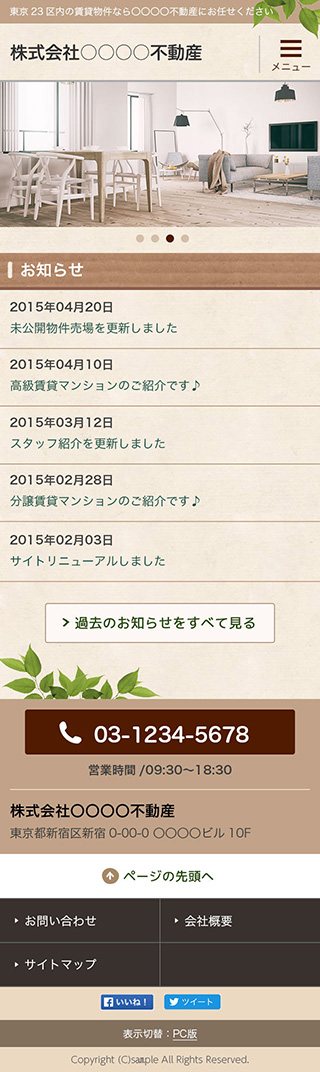 東京23区内の賃貸物件なら〇〇〇〇不動産にお任せください
株式会社〇〇〇〇不動産
メニュー
お知らせ
2015年04月20日
未公開物件売場を更新しました
2015年04月10日
高級賃貸マンションのご紹介です♪
2015年03月12日
スタッフ紹介を更新しました
2015年02月28日
分譲賃貸マンションのご紹介です♪
2015年02月03日
サイトリニューアルしました
過去のお知らせをすべて見る
03-1234-5678
営業時間 /09:30〜18:30
株式会社〇〇〇〇不動産
東京都新宿区新宿 0-00-0 〇〇〇〇ビル 10F
ページの先頭へ
お問い合わせ
会社概要
サイトマップ
いいね！
ツイート
表示切替：PC版
Copyright (C)sample All Rights Reserved.